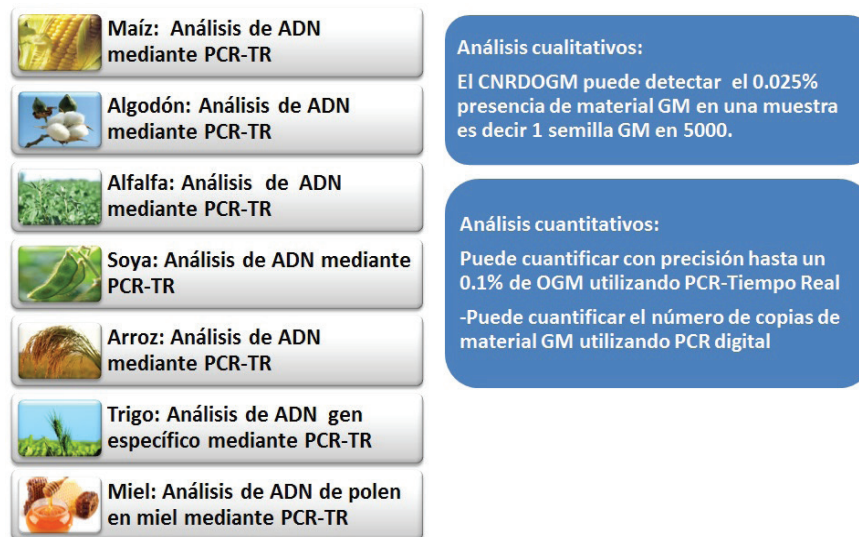 Maíz: Análisis de ADN
mediante PCR-TR
Algodón: Análisis de ADN
mediante PCR-TR
Alfalfa: Análisis de ADN
mediante PCR-TR
Soya: Análisis de ADN mediante
PCR-TR
Arroz: Análisis de ADN
mediante PCR-TR
Trigo: Análisis de ADN gen
específico mediante PCR-TR
Miel: Análisis de ADN de polen
en miel mediante PCR-TR
Análisis cualitativos:
El CNRDOGM puede detectar el 0.025%
presencia de material GM en una muestra
es decir 1 semilla GM en 5000.
Análisis cuantitativos:
Puede cuantificar con precisión hasta un
0.1% de OGM utilizando PCR-Tiempo Real
-Puede cuantificar el número de copias de
material GM utilizando PCR digital